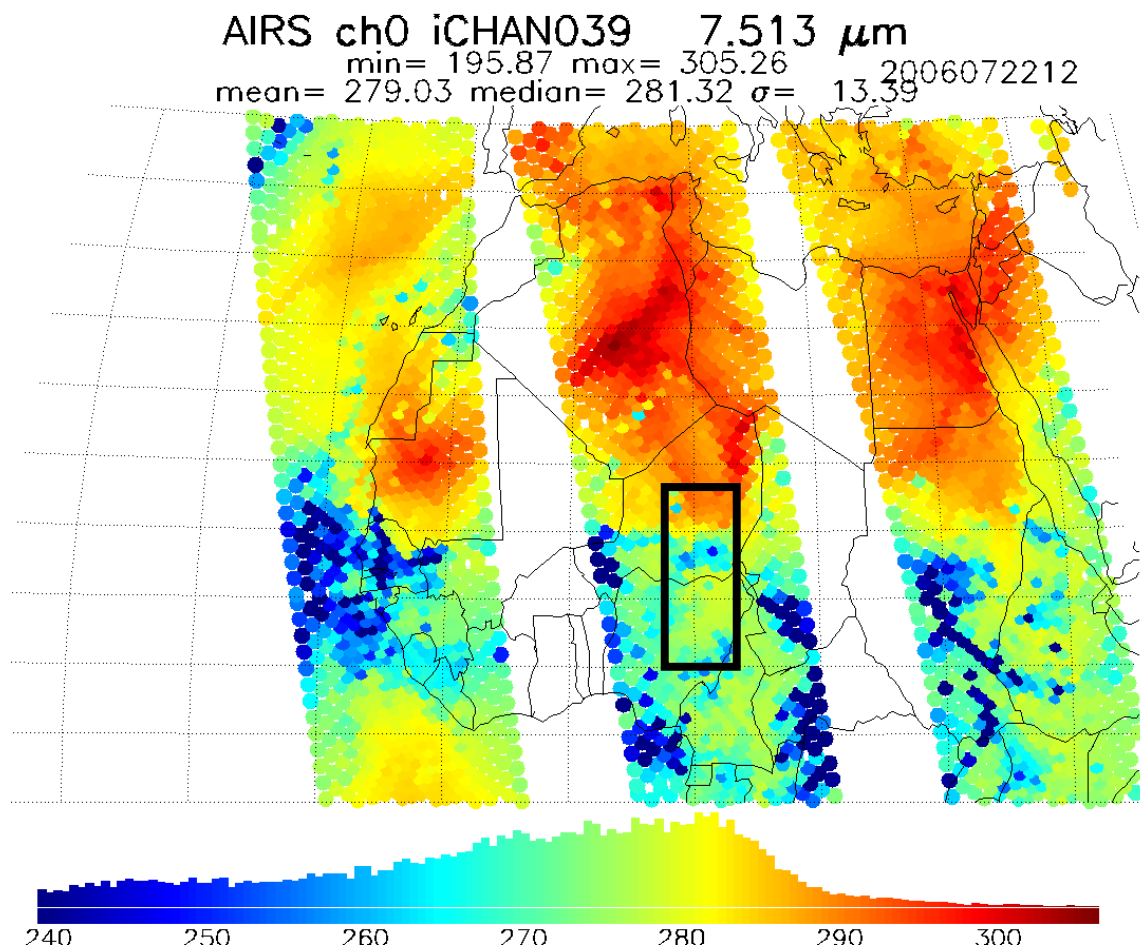 AIRS ch0 iCHAN039 7.513 μm
min= 195.87 max= 305.26
2006072212
mean= 279.03 median= 281.32 σ= 13.39
240 250 260 270 280 290 300